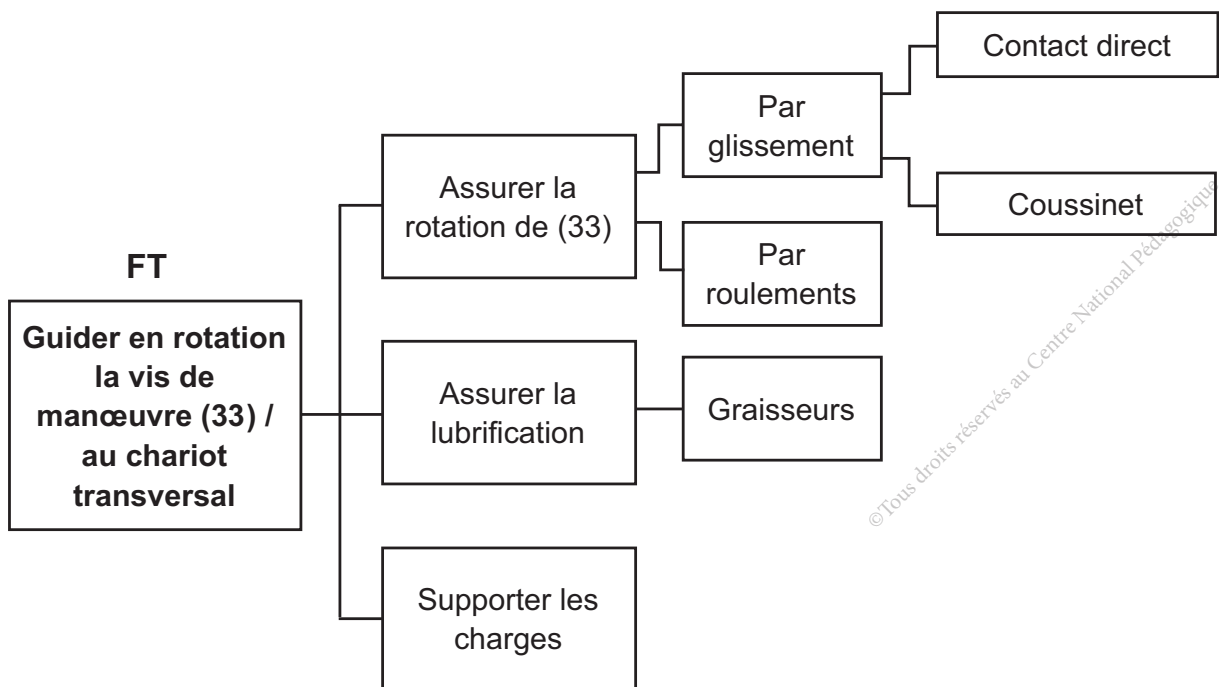 FT
Guider en rotation
la vis de
manœuvre (33) /
au chariot
transversal
Assurer la
rotation de (33)
Par
glissement
Contact direct
Coussinet
Par
roulements
Assurer la
lubrification
Graisseurs
Supporter les
charges
©Tous droits réservés au Centre National Pédagogique